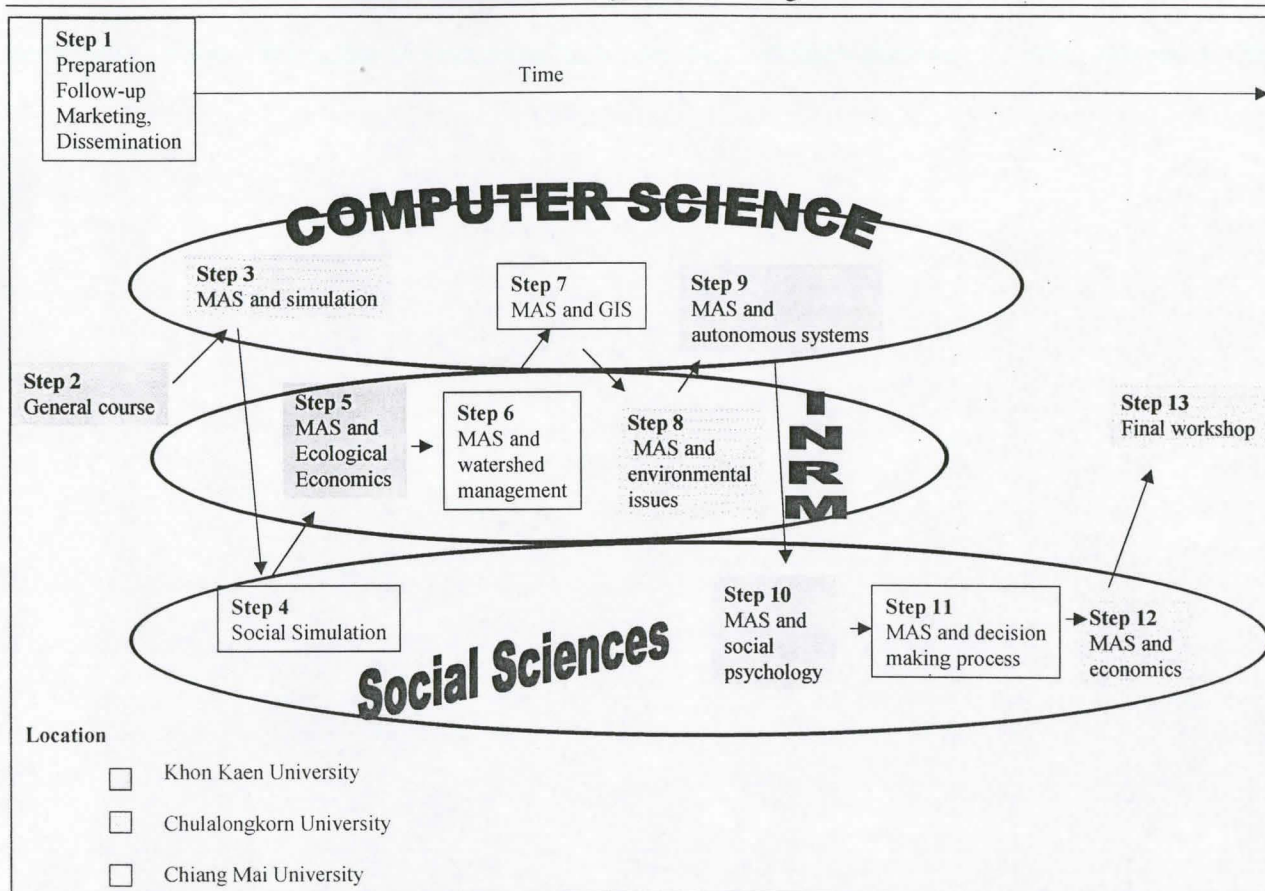 Step 1
Preparation
Follow-up
Marketing,
Dissemination
Time
COMPUTER SCIENCE
Step 3
MAS and simulation
Step 7
MAS and GIS
Step 9
MAS and
autonomous systems
Step 2
General course
Step 5
MAS and
Ecological
Economics
Step 6
MAS and
watershed
management
Step 8
MAS and
environmental
issues
INRM
Step 13
Final workshop
Step 4
Social Simulation
Social Sciences
Step 10
MAS and
social
psychology
Step 11
MAS and decision
making process
Step 12
MAS and
economics
Location
Khon Kaen University
Chulalongkorn University
Chiang Mai University